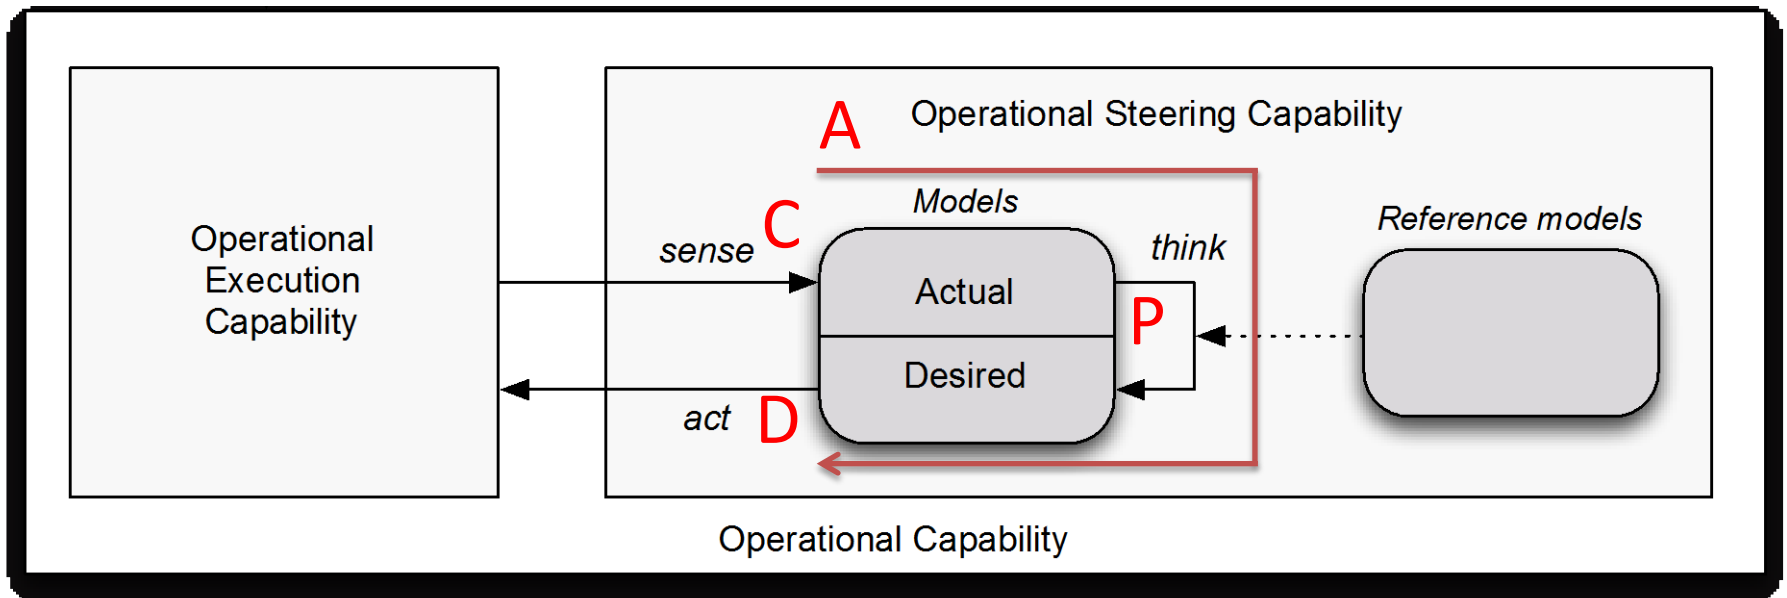 Operational Steering Capability
A
Models
C
sense
think
Reference models
Operational
Execution
Capability
Actual
P
Desired
act
D
Operational Capability